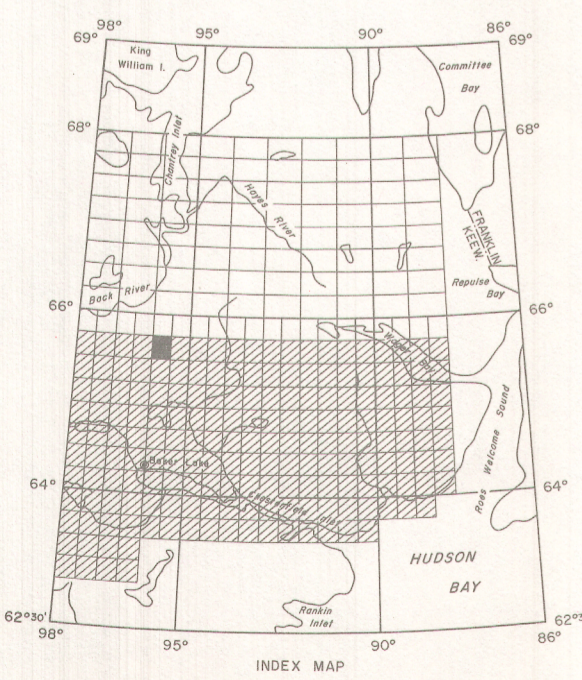 98°
95°
90°
86°
69°
69°
King
William I.
Committee
Bay
68°
68°
Chantrey Inlet
Hayes
River
FRANKLIN
KEEW.
Repulse
Bay
Back River
66°
66°
Wager Bay
Roes Welcome Sound
Baker Lake
64°
64°
Chesterfield Inlet
HUDSON
BAY
Rankin
Inlet
62°30'
62°3
98°
95°
90°
86°
INDEX MAP